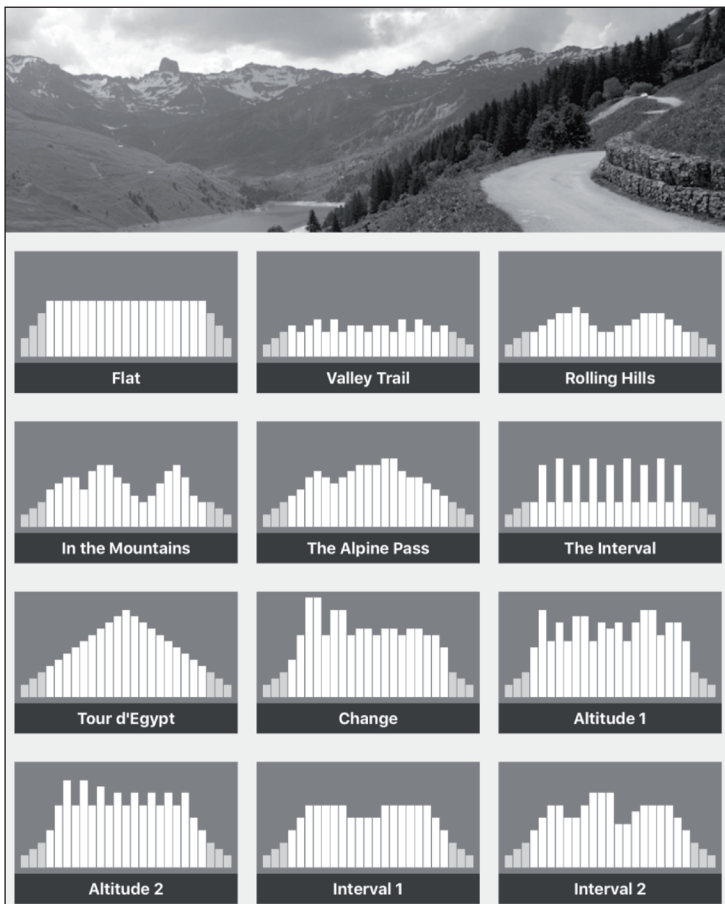 Flat
Valley Trail
Rolling Hills
In the Mountains
The Alpine Pass
The Interval
Tour d'Egypt
Change
Altitude 1
Altitude 2
Interval 1
Interval 2